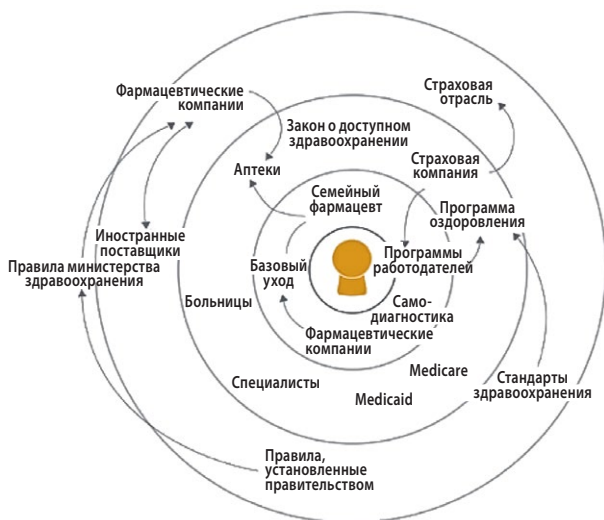 Фармацевтические
компании
Страховая
отрасль
Закон о доступном
здравоохранении
Аптеки
Страховая
компания
Семейный
фармацевт
Программа
оздоровления
Иностранные
поставщики
Правила министерства
здравоохранения
Базовый
уход
Программы
работодателей
Больницы
Само-
диагностика
Фармацевтические
компании
Medicare
Специалисты
Medicaid
Стандарты
здравоохранения
Правила,
установленные
правительством